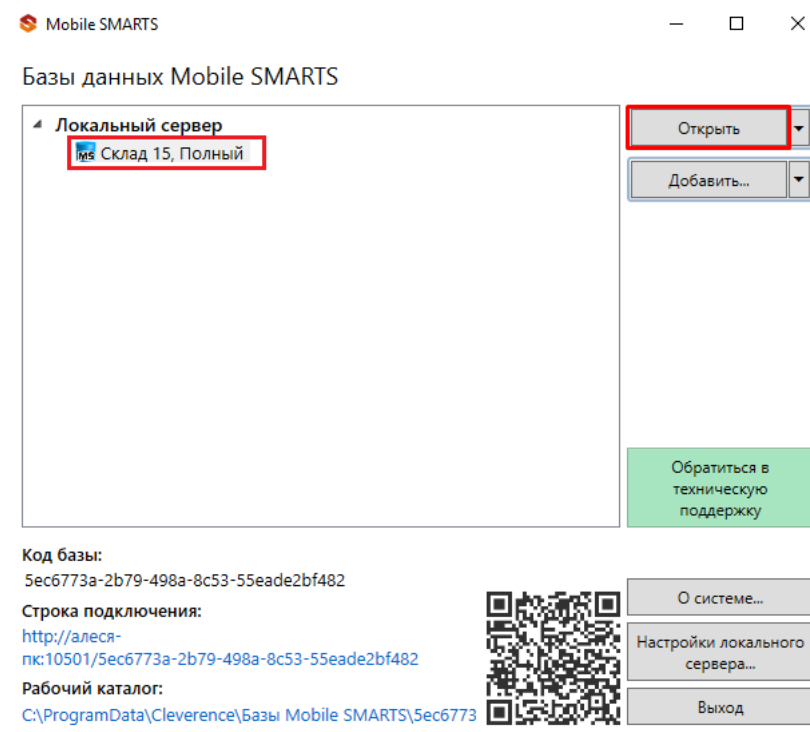 Mobile SMARTS
Базы данных Mobile SMARTS
Локальный сервер
Склад 15, Полный
Открыть
Добавить...
Обратиться в
техническую
поддержку
Код базы:
5ec6773a-2b79-498a-8c53-55eade2bf482
Строка подключения:
http://алеся-
пк:10501/5ec6773a-2b79-498a-8c53-55eade2bf482
Рабочий каталог:
C:\ProgramData\Cleverence\Базы Mobile SMARTS\5ec6773
О системе...
Настройки локального
сервера...
Выход